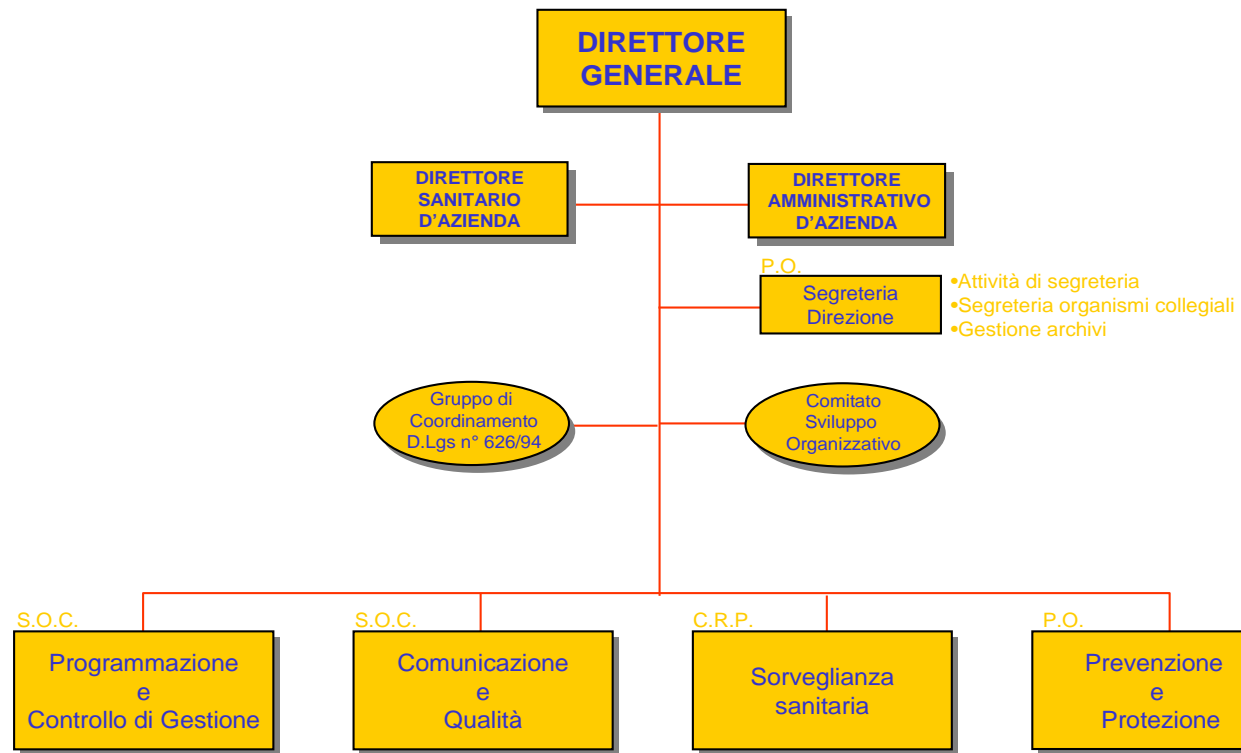 DIRETTORE
GENERALE
DIRETTORE
SANITARIO
D'AZIENDA
DIRETTORE
AMMINISTRATIVO
D'AZIENDA
P.O.
Segreteria
Direzione
•Attività di segreteria
•Segreteria organismi collegiali
•Gestione archivi
Gruppo di
Coordinamento
D.Lgs n° 626/94
Comitato
Sviluppo
Organizzativo
S.O.C.
Programmazione
e
Controllo di Gestione
S.O.C.
Comunicazione
e
Qualità
C.R.P.
Sorveglianza
sanitaria
P.O.
Prevenzione
e
Protezione